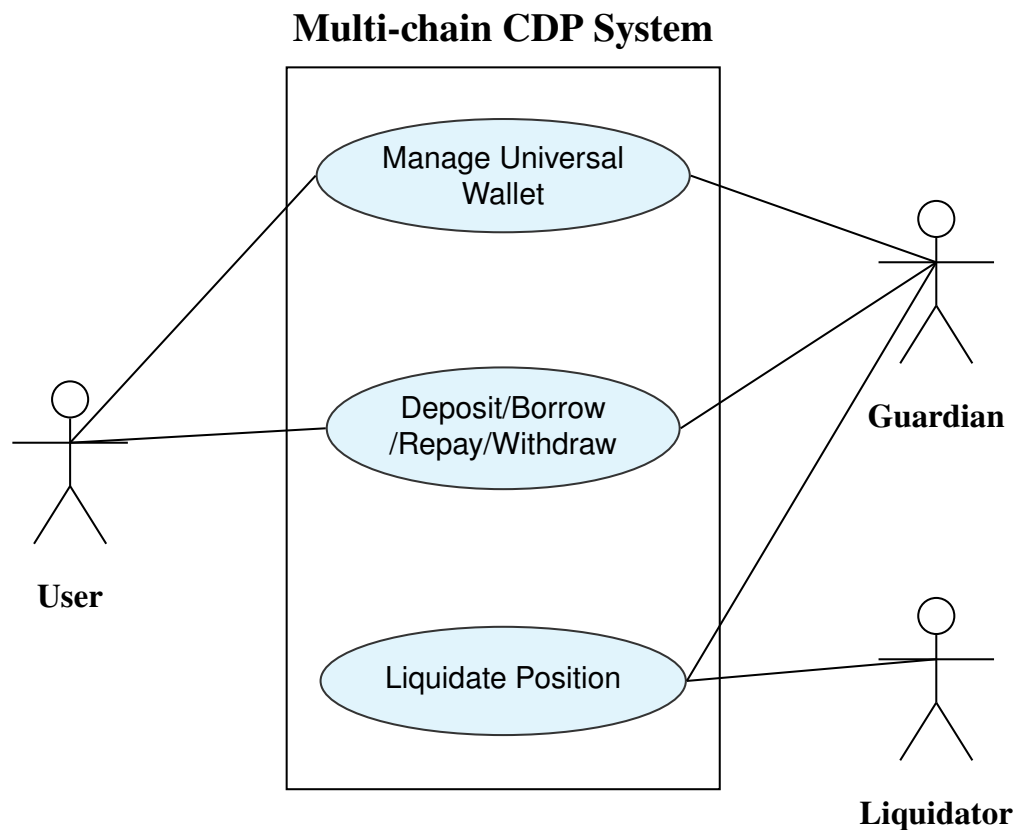 Multi-chain CDP System
Manage Universal
Wallet
Deposit/Borrow
/Repay/Withdraw
Guardian
User
Liquidate Position
Liquidator